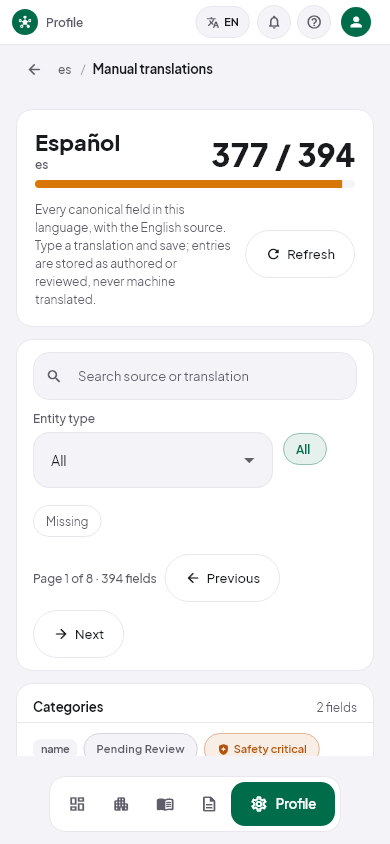 Profile
EN
es / Manual translations
Español
es
377 / 394
Every canonical field in this
language, with the English source.
Type a translation and save; entries
are stored as authored or
reviewed, never machine
translated.
Refresh
Search source or translation
Entity type
All
All
Missing
Page 1 of 8 · 394 fields
Previous
Next
Categories
2 fields
name
Pending Review
Safety critical
Profile